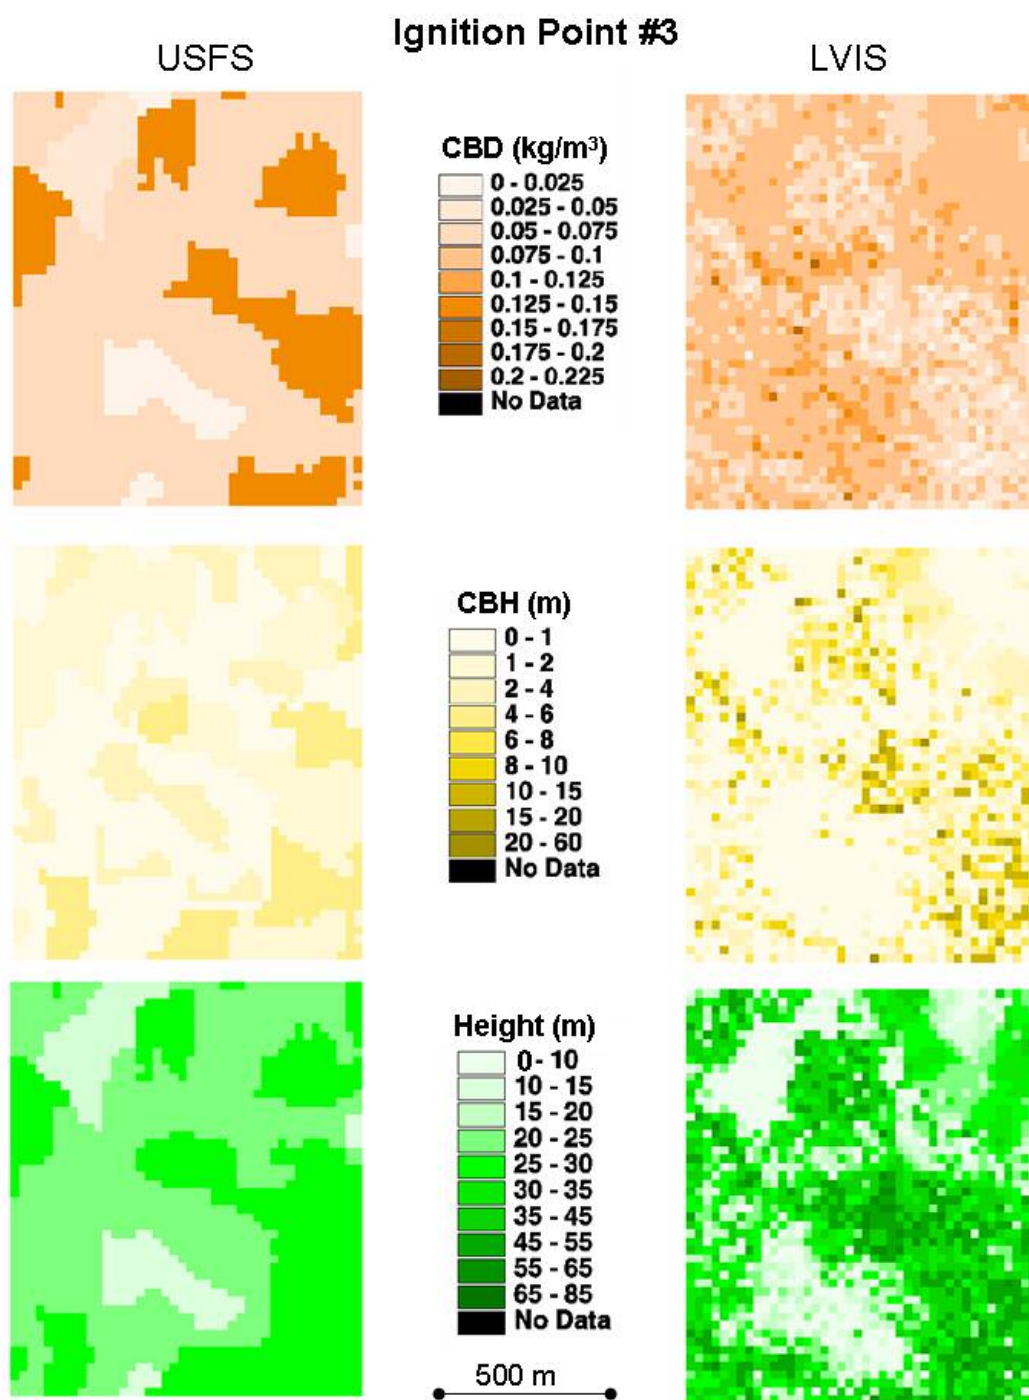 Ignition Point #3
USFS
LVIS
CBD (kg/m³)
0 - 0.025
0.025 - 0.05
0.05 - 0.075
0.075 - 0.1
0.1 - 0.125
0.125 - 0.15
0.15 - 0.175
0.175 - 0.2
0.2 - 0.225
No Data
CBH (m)
0 - 1
1 - 2
2 - 4
4 - 6
6 - 8
8 - 10
10 - 15
15 - 20
20 - 60
No Data
Height (m)
0 - 10
10 - 15
15 - 20
20 - 25
25 - 30
30 - 35
35 - 45
45 - 55
55 - 65
65 - 85
No Data
500 m